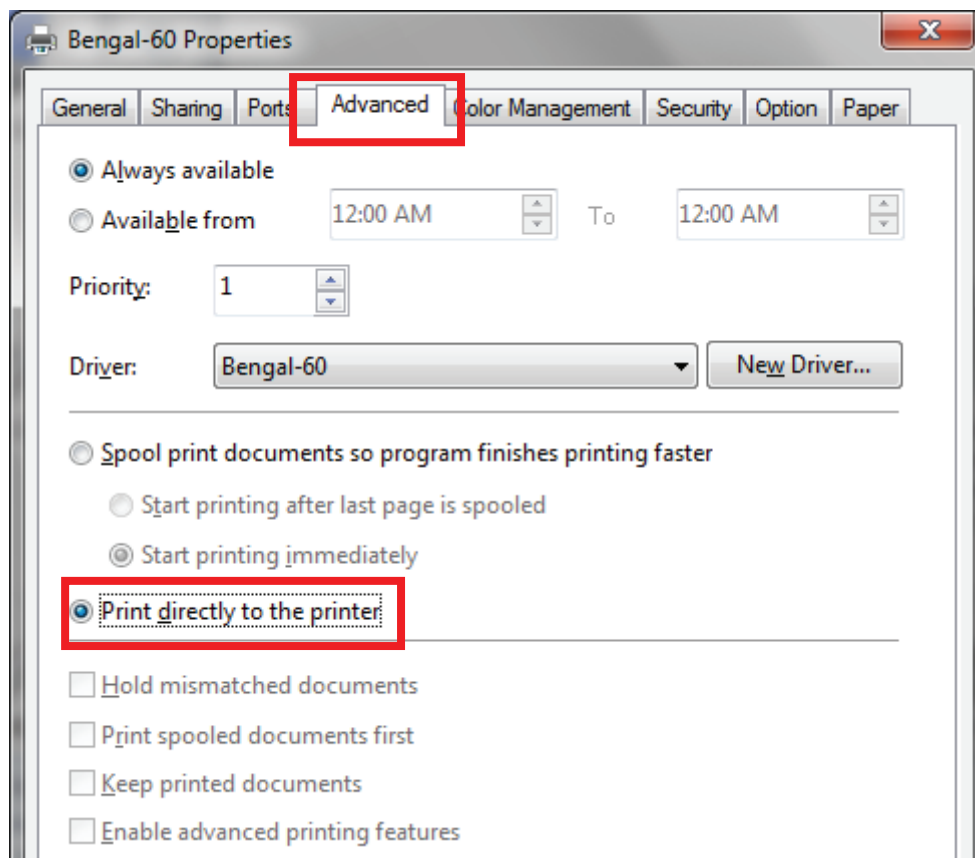 Bengal-60 Properties
General Sharing Ports Advanced Color Management Security Option Paper
Always available
Available from 12:00 AM To 12:00 AM
Priority: 1
Driver: Bengal-60 New Driver...
Spool print documents so program finishes printing faster
Start printing after last page is spooled
Start printing immediately
Print directly to the printer
Hold mismatched documents
Print spooled documents first
Keep printed documents
Enable advanced printing features